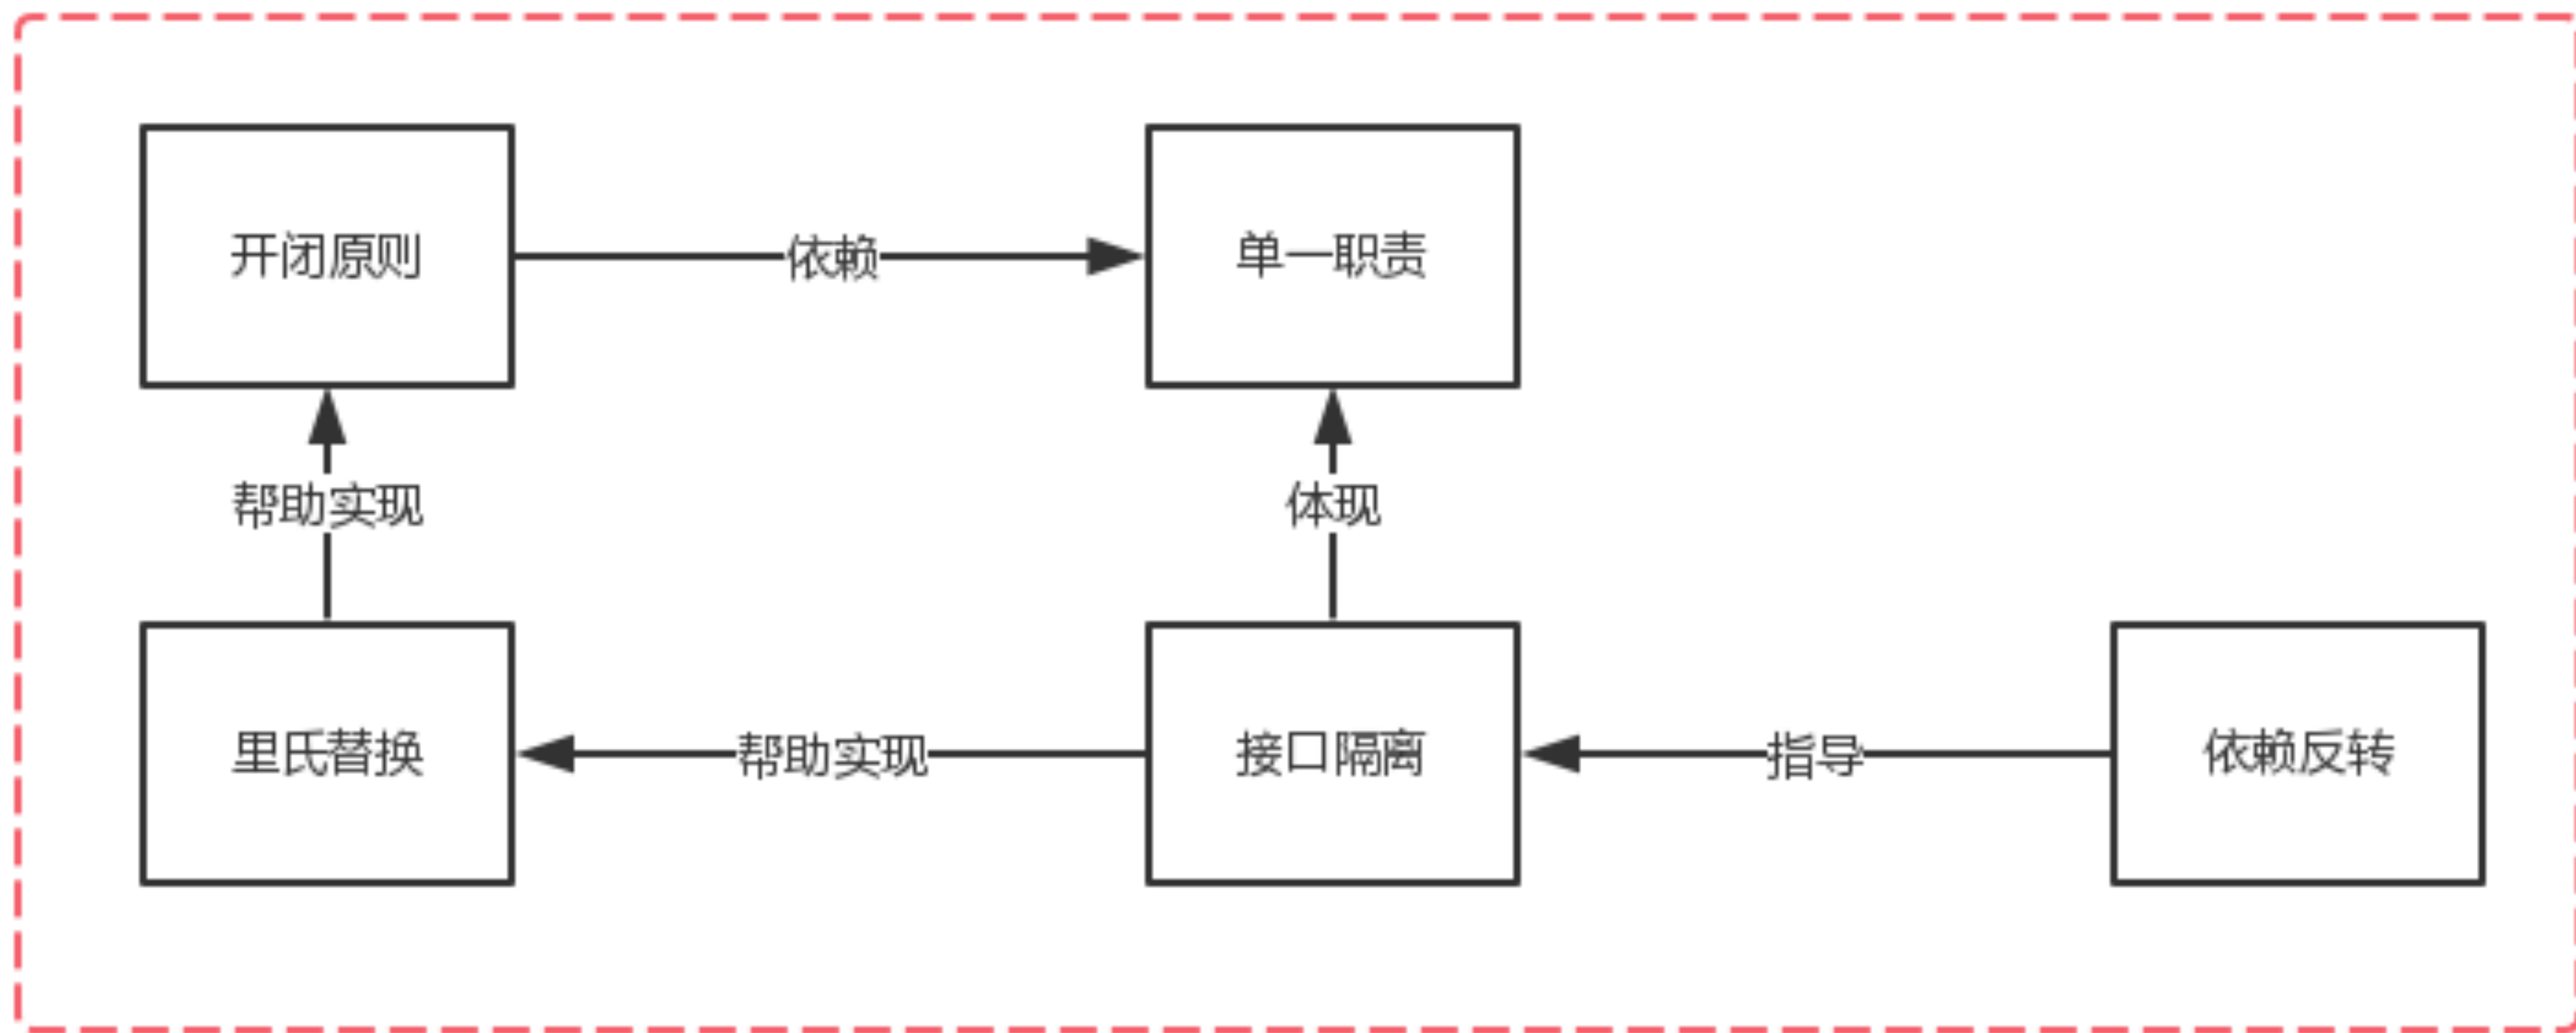 开闭原则
依赖
单一职责
帮助实现
体现
里氏替换
帮助实现
接口隔离
指导
依赖反转